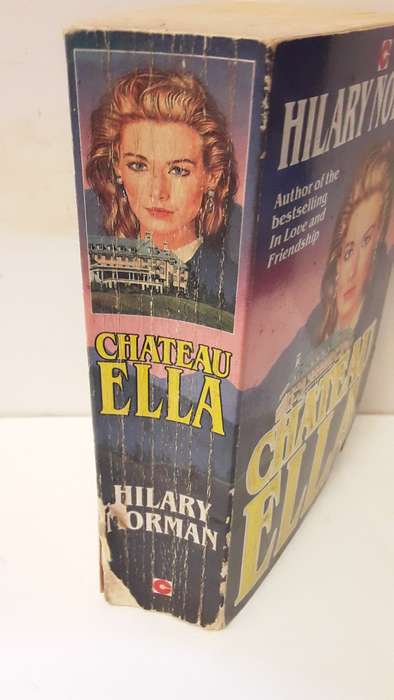 CHATEAU
ELLA
HILARY
NORMAN
C
C
HILARY NO
Author of the
bestselling
In Love and
Friendship
CHATEAU
ELLA